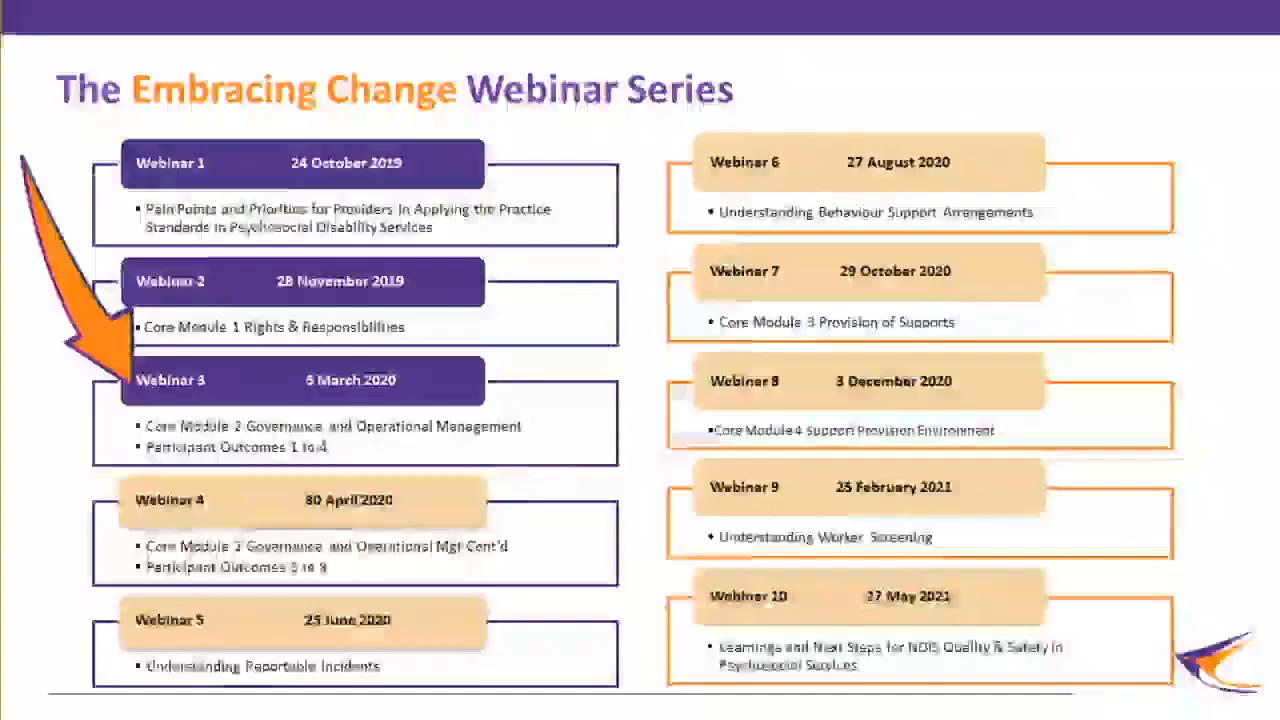 The Embracing Change Webinar Series
Webinar 1 24 October 2019
• Pain Points and Priorities for Providers in Applying the Practice
Standards in Psychosocial Disability Services
Webinar 2 28 November 2019
• Core Module 1 Rights & Responsibilities
Webinar 3 6 March 2020
• Core Module 2 Governance and Operational Management
• Participant Outcomes 1 to 4
Webinar 4 30 April 2020
• Core Module 2 Governance and Operational Mgt Cont'd
• Participant Outcomes to
Webinar 5 25 June 2020
• Understanding Reportable Incidents
Webinar 6 27 August 2020
• Understanding Behaviour Support Arrangements
Webinar 7 29 October 2020
• Core Module 3 Provision of Supports
Webinar 8 3 December 2020
•Core Module4 Support Provision Environment
Webinar 9 25 February 2021
• Understanding Worker Screening
Webinar 10 27 May 2021
• Learnings and Next Steps for NDIS Quality & Safety in
Psychosocial Services